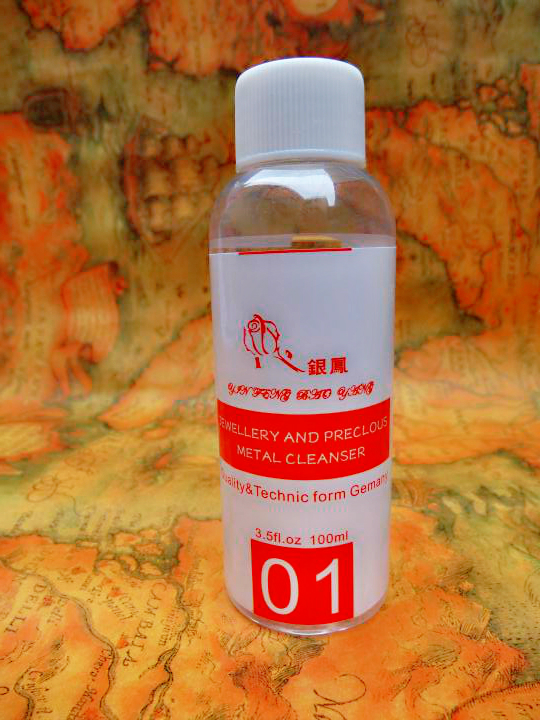 銀鳳
YIN FENG BAO YANG
JEWELLERY AND PRECLOUS
METAL CLEANSER
Quality&Technic form Gemany
3.5fl.oz 100ml
01